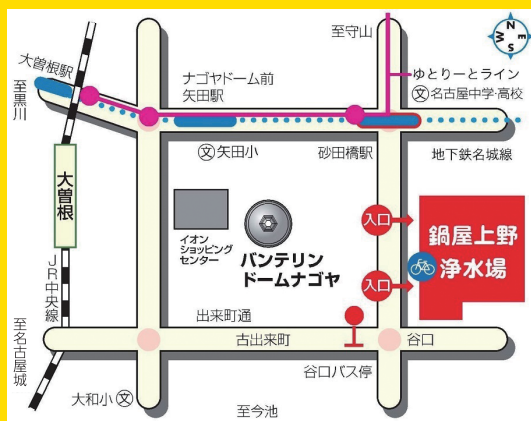 至守山
N
E
S
W
大曽根駅
ナゴヤドーム前
矢田駅
ゆとりーとライン
文 名古屋中学・高校
至黒川
文 矢田小
砂田橋駅
地下鉄名城線
大曽根
イオン
ショッピング
センター
バンテリン
ドームナゴヤ
入口
鍋屋上野
浄水場
入口
JR中央線
出来町通
至名古屋城
古出来町
谷口
谷口バス停
大和小 文
至今池